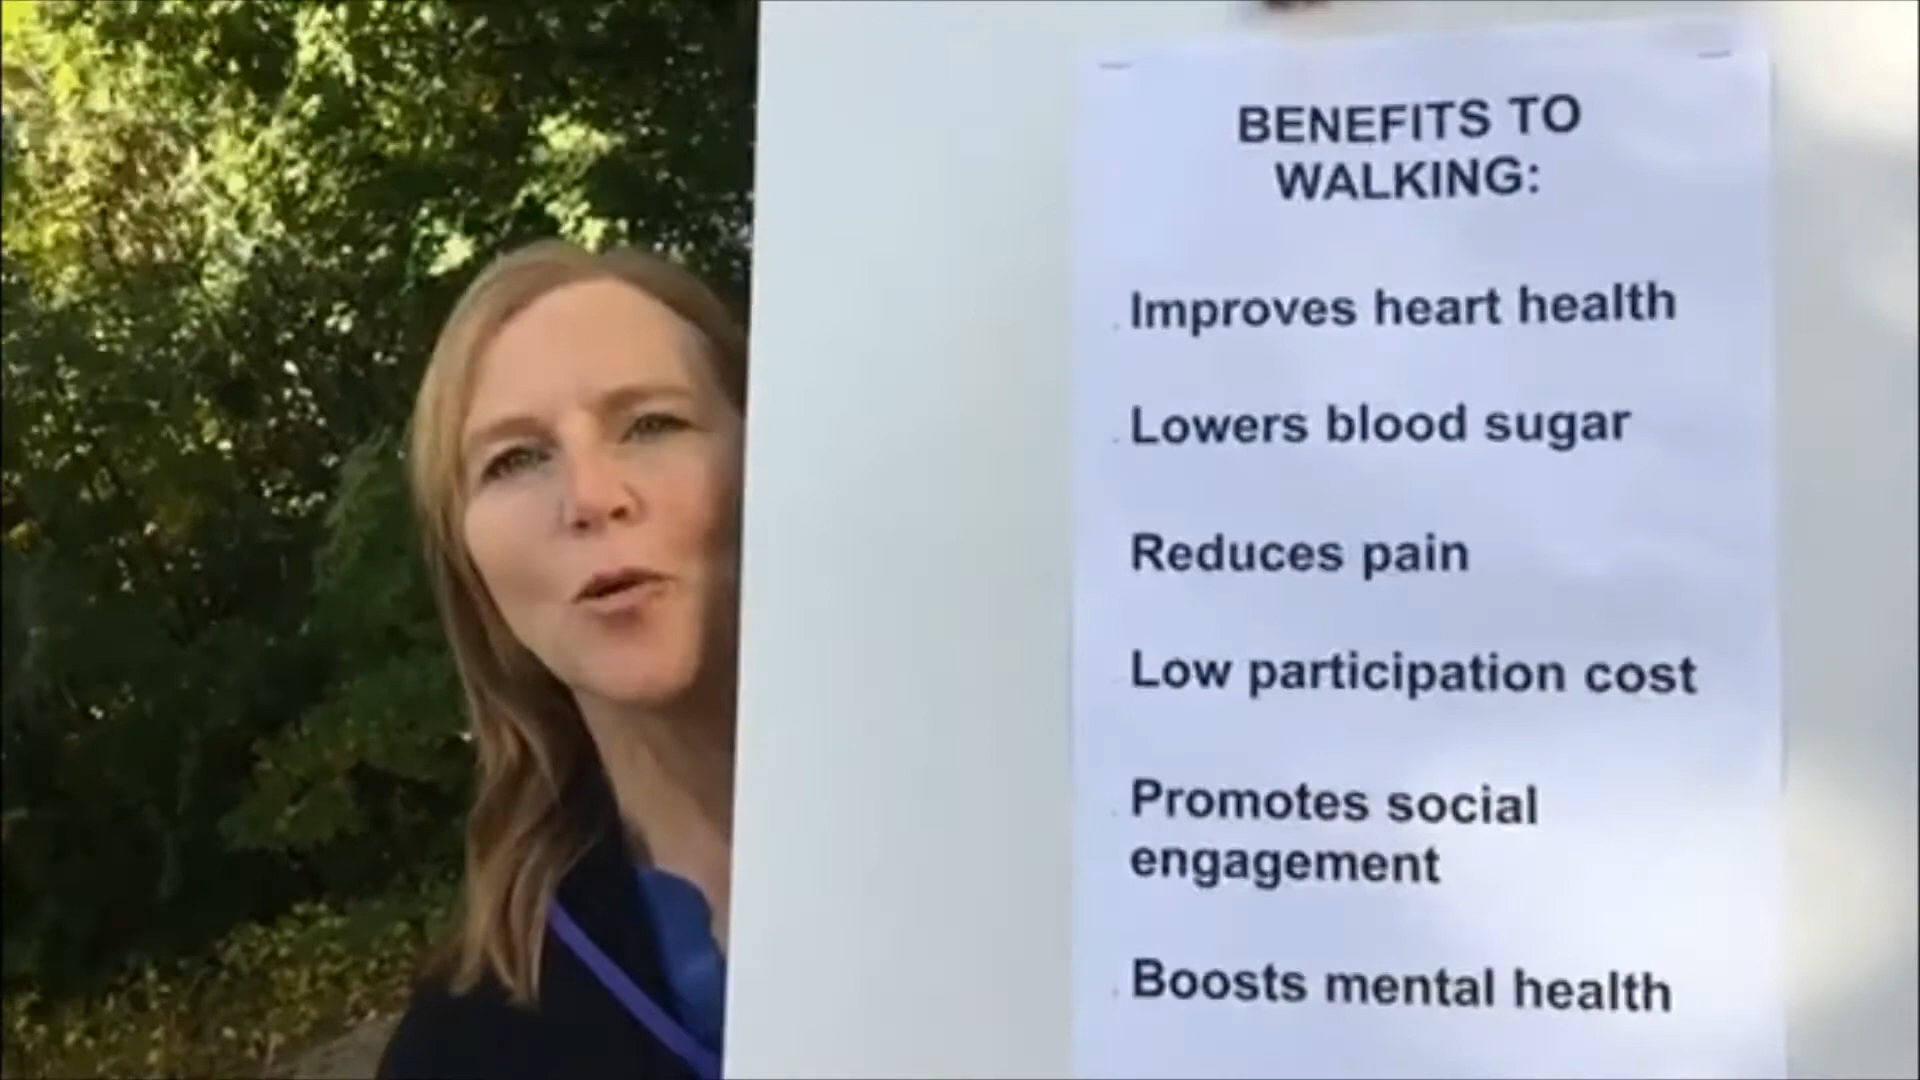 BENEFITS TO
WALKING:
Improves heart health
Lowers blood sugar
Reduces pain
Low participation cost
Promotes social
engagement
Boosts mental health